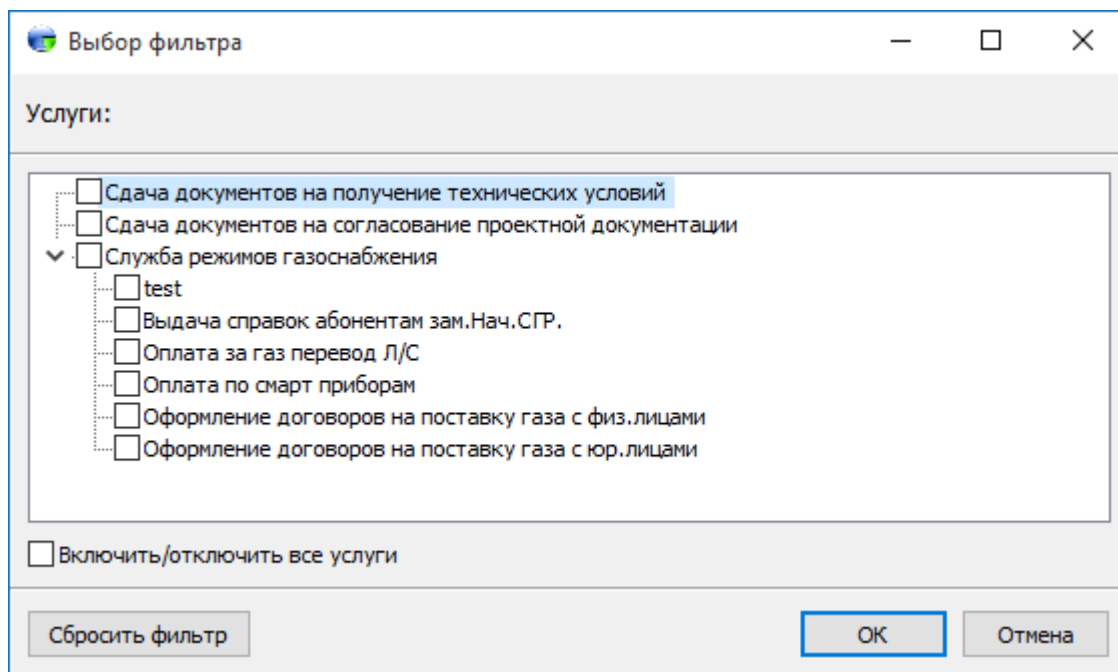 Выбор фильтра
Услуги:
Сдача документов на получение технических условий
Сдача документов на согласование проектной документации
Служба режимов газоснабжения
test
Выдача справок абонентам зам.Нач.СГР.
Оплата за газ перевод Л/С
Оплата по смарт приборам
Оформление договоров на поставку газа с физ.лицами
Оформление договоров на поставку газа с юр.лицами
Включить/отключить все услуги
Сбросить фильтр
ОК
Отмена